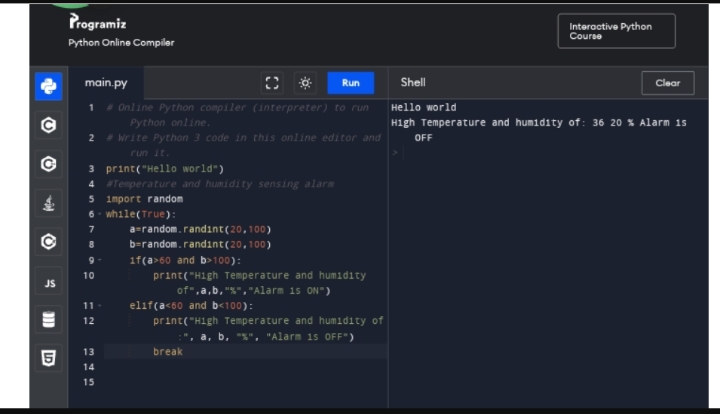 Programiz
Python Online Compiler
Interactive Python
Course
main.py
Run
Shell
Clear
1 # Online Python compiler (interpreter) to run
Python online.
2 # Write Python 3 code in this online editor and
run it.
3 print("Hello world")
4 #Temperature and humidity sensing alarm
5 import random
6 while(True):
7 a=random.randint(20,100)
8 b=random.randint(20,100)
9 if(a>60 and b>100):
10 print("High Temperature and humidity
of",a,b,"%","Alarm is ON")
11 elif(a<60 and b<100):
12 print("High Temperature and humidity of
:", a, b, "%", "Alarm is OFF")
13 break
14
15
Hello world
High Temperature and humidity of: 36 20 % Alarm is
OFF
>
JS